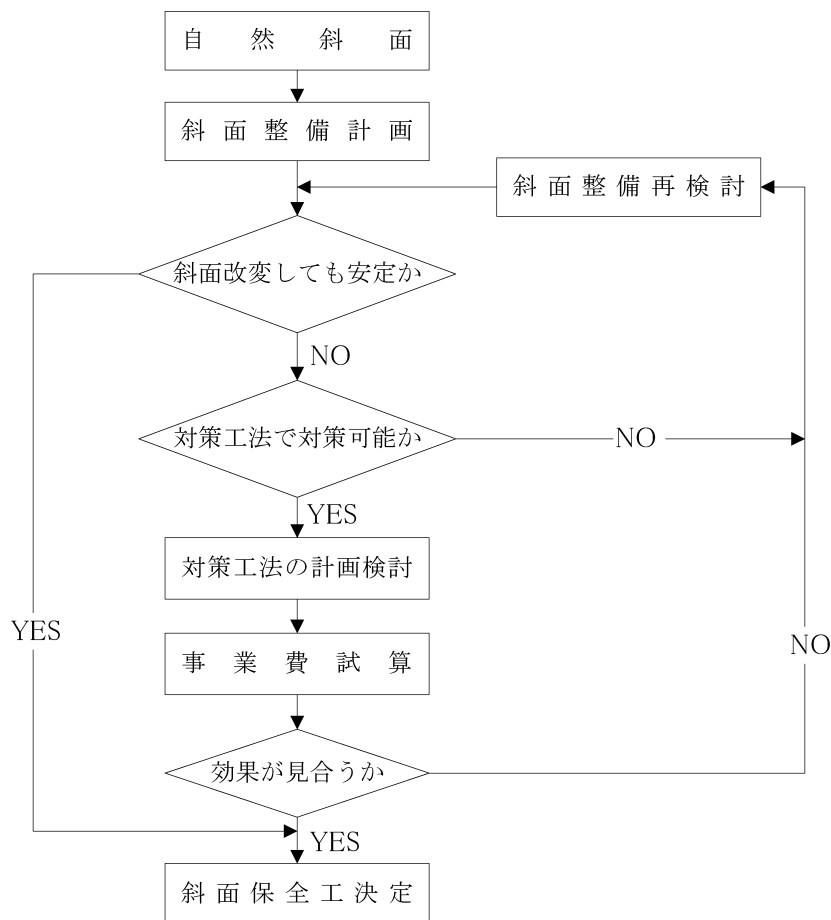 自然斜面
斜面整備計画
斜面整備再検討
斜面改変しても安定か
NO
対策工法で対策可能か
NO
YES
対策工法の計画検討
YES
NO
事業費試算
効果が見合うか
YES
斜面保全工決定